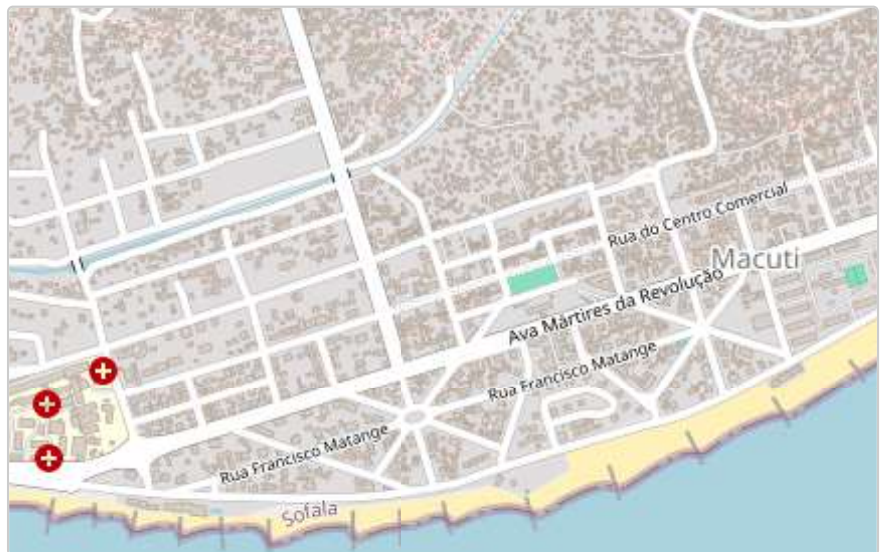 Rua do Centro Comercial
Macuti
Ava Mártires da Revolução
Rua Francisco Matange
Rua Francisco Matange
Sofala